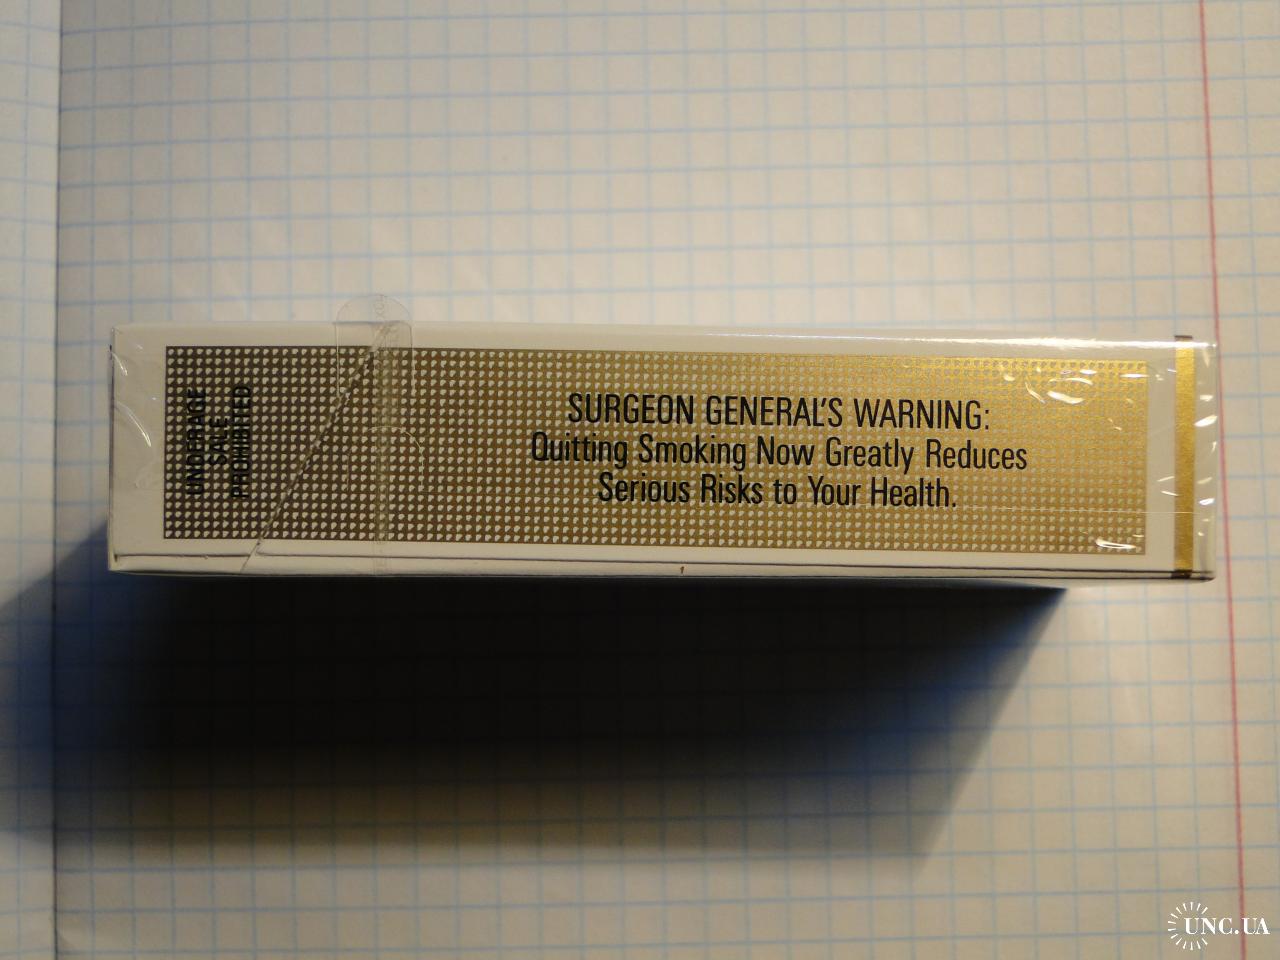 UNDERAGE
SALE
PROHIBITED
SURGEON GENERAL'S WARNING:
Quitting Smoking Now Greatly Reduces
Serious Risks to Your Health.
UNC.UA